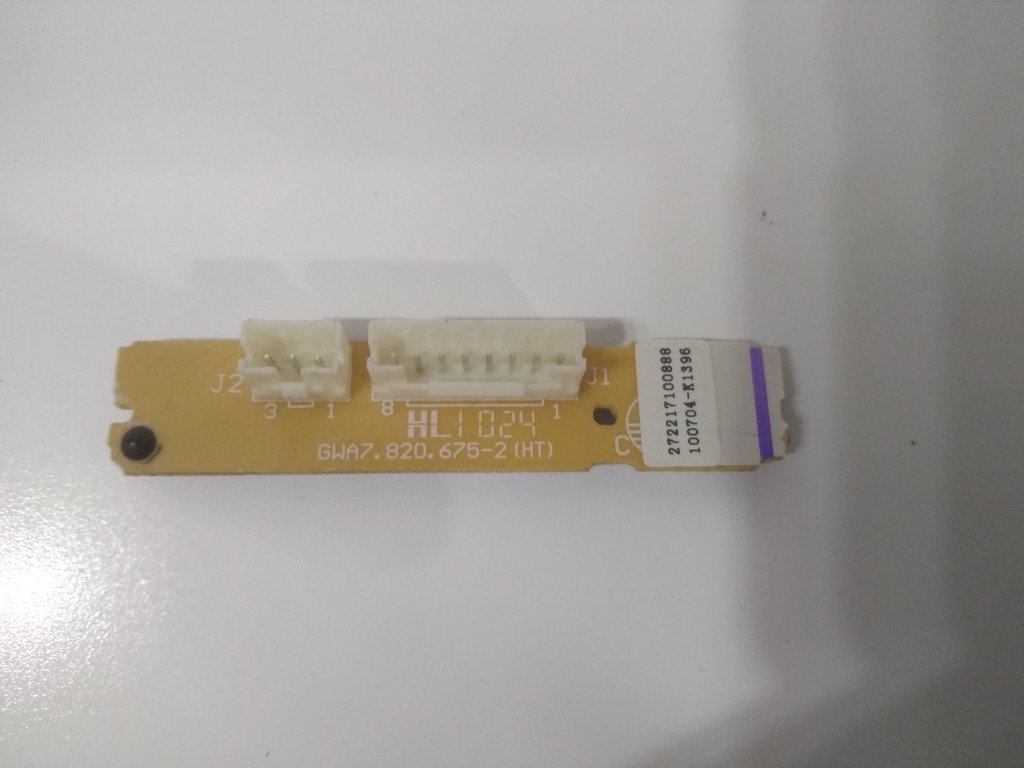 J2
3 1
8 1
J1
HL1024
GWA7.820.675-2(HT)
C
272217100888
100704-K1396